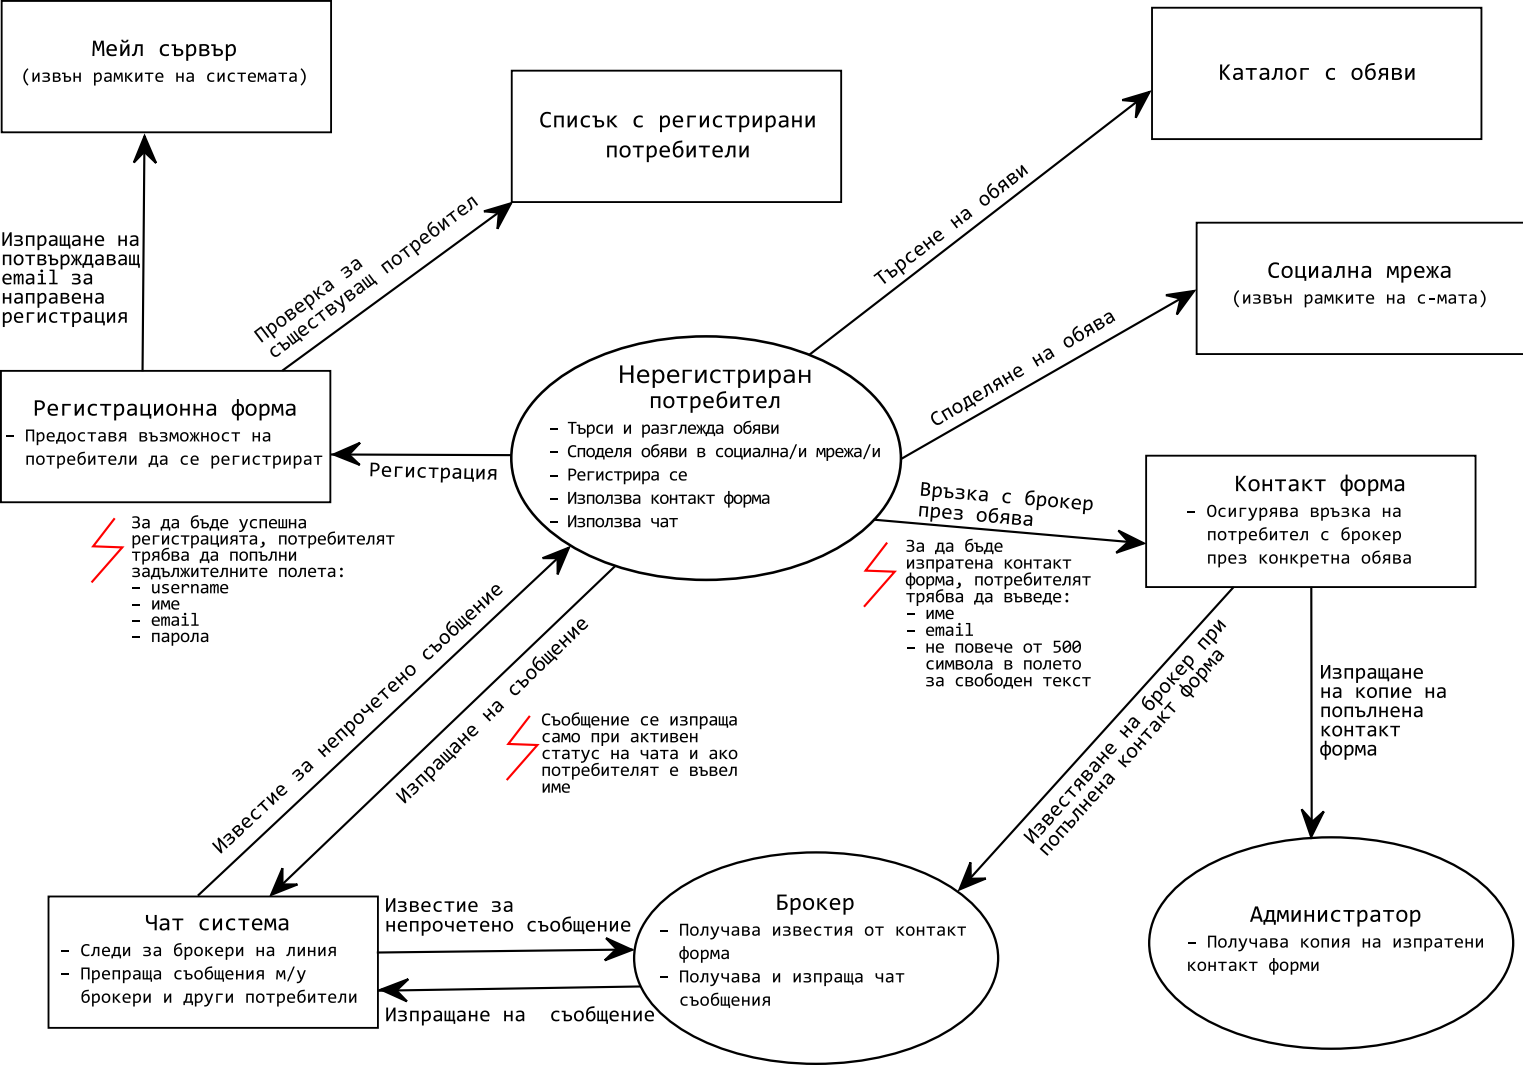 Мейл сървър
(извън рамките на системата)
Списък с регистрирани
потребители
Каталог с обяви
Социална мрежа
(извън рамките на с-мата)
Изпращане на
потвърждаващ
email за
направена
регистрация
Проверка за
съществуващ потребител
Търсене на обяви
Споделяне на обява
Регистрационна форма
– Предоставя възможност на
потребители да се регистрират
Регистрация
Нерегистриран
потребител
– Търси и разглежда обяви
– Споделя обяви в социална/и мрежа/и
– Регистрира се
– Използва контакт форма
– Използва чат
Връзка с брокер
през обява
Контакт форма
– Осигурява връзка на
потребител с брокер
през конкретна обява
За да бъде успешна
регистрацията, потребителят
трябва да попълни
задължителните полета:
– username
– име
– email
– парола
За да бъде
изпратена контакт
форма, потребителят
трябва да въведе:
– име
– email
– не повече от 500
символа в полето
за свободен текст
Известие за непрочетено съобщение
Изпращане на съобщение
Съобщение се изпраща
само при активен
статус на чата и ако
потребителят е въвел
име
Известяване на брокер при
попълнена контакт форма
Изпращане
на копие на
попълнена
контакт
форма
Чат система
– Следи за брокери на линия
– Препраща съобщения м/у
брокери и други потребители
Известие за
непрочетено съобщение
Изпращане на  съобщение
Брокер
– Получава известия от контакт
форма
– Получава и изпраща чат
съобщения
Администратор
– Получава копия на изпратени
контакт форми